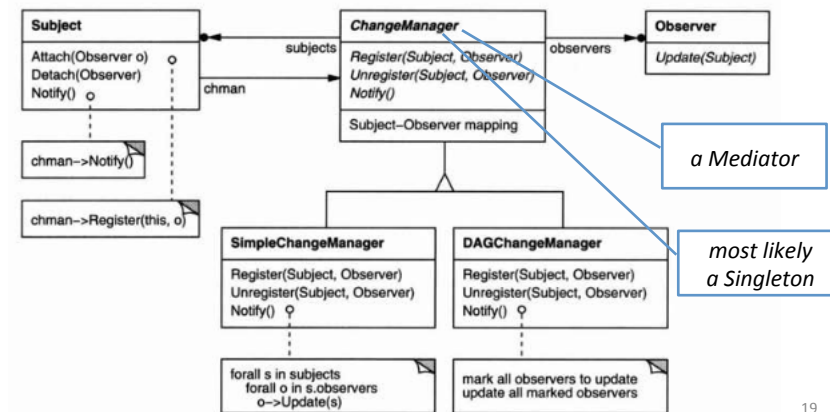 Subject
Attach(Observer o)
Detach(Observer)
Notify()
chman->Notify()
chman->Register(this, o)
subjects
chman
ChangeManager
Register(Subject, Observer)
Unregister(Subject, Observer)
Notify()
Subject–Observer mapping
observers
Observer
Update(Subject)
a Mediator
most likely
a Singleton
SimpleChangeManager
Register(Subject, Observer)
Unregister(Subject, Observer)
Notify()
forall s in subjects
forall o in s.observers
o->Update(s)
DAGChangeManager
Register(Subject, Observer)
Unregister(Subject, Observer)
Notify()
mark all observers to update
update all marked observers
19